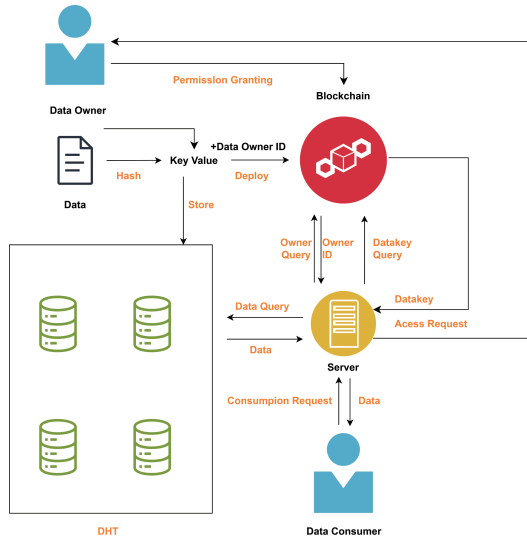 Permission Granting
Blockchain
Data Owner
+Data Owner ID
Key Value
Hash
Deploy
Data
Store
Owner
Query
Owner
ID
Datakey
Query
Data Query
Datakey
Acess Request
Data
Server
Consumpion Request
Data
DHT
Data Consumer